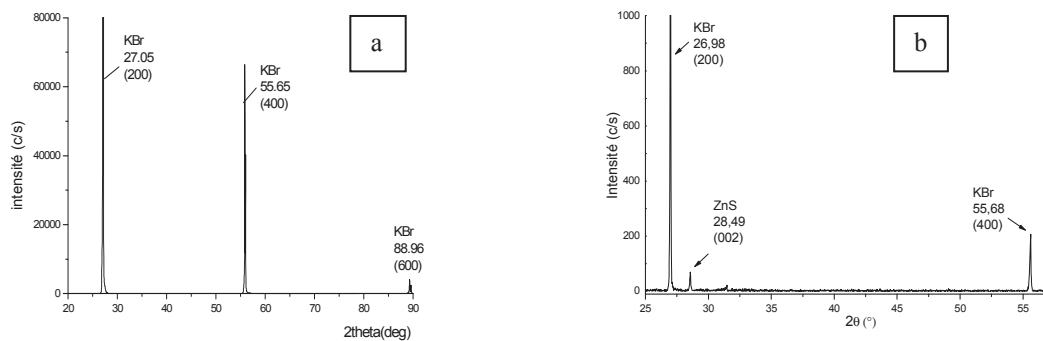 a
80000
60000
40000
20000
0
intensité (c/s)
KBr
27.05
(200)
KBr
55.65
(400)
KBr
88.96
(600)
20 30 40 50 60 70 80 90
2theta(deg)
b
1000
800
600
400
200
0
Intensité (c/s)
KBr
26,98
(200)
ZnS
28,49
(002)
KBr
55,68
(400)
25 30 35 40 45 50 55
2θ (°)